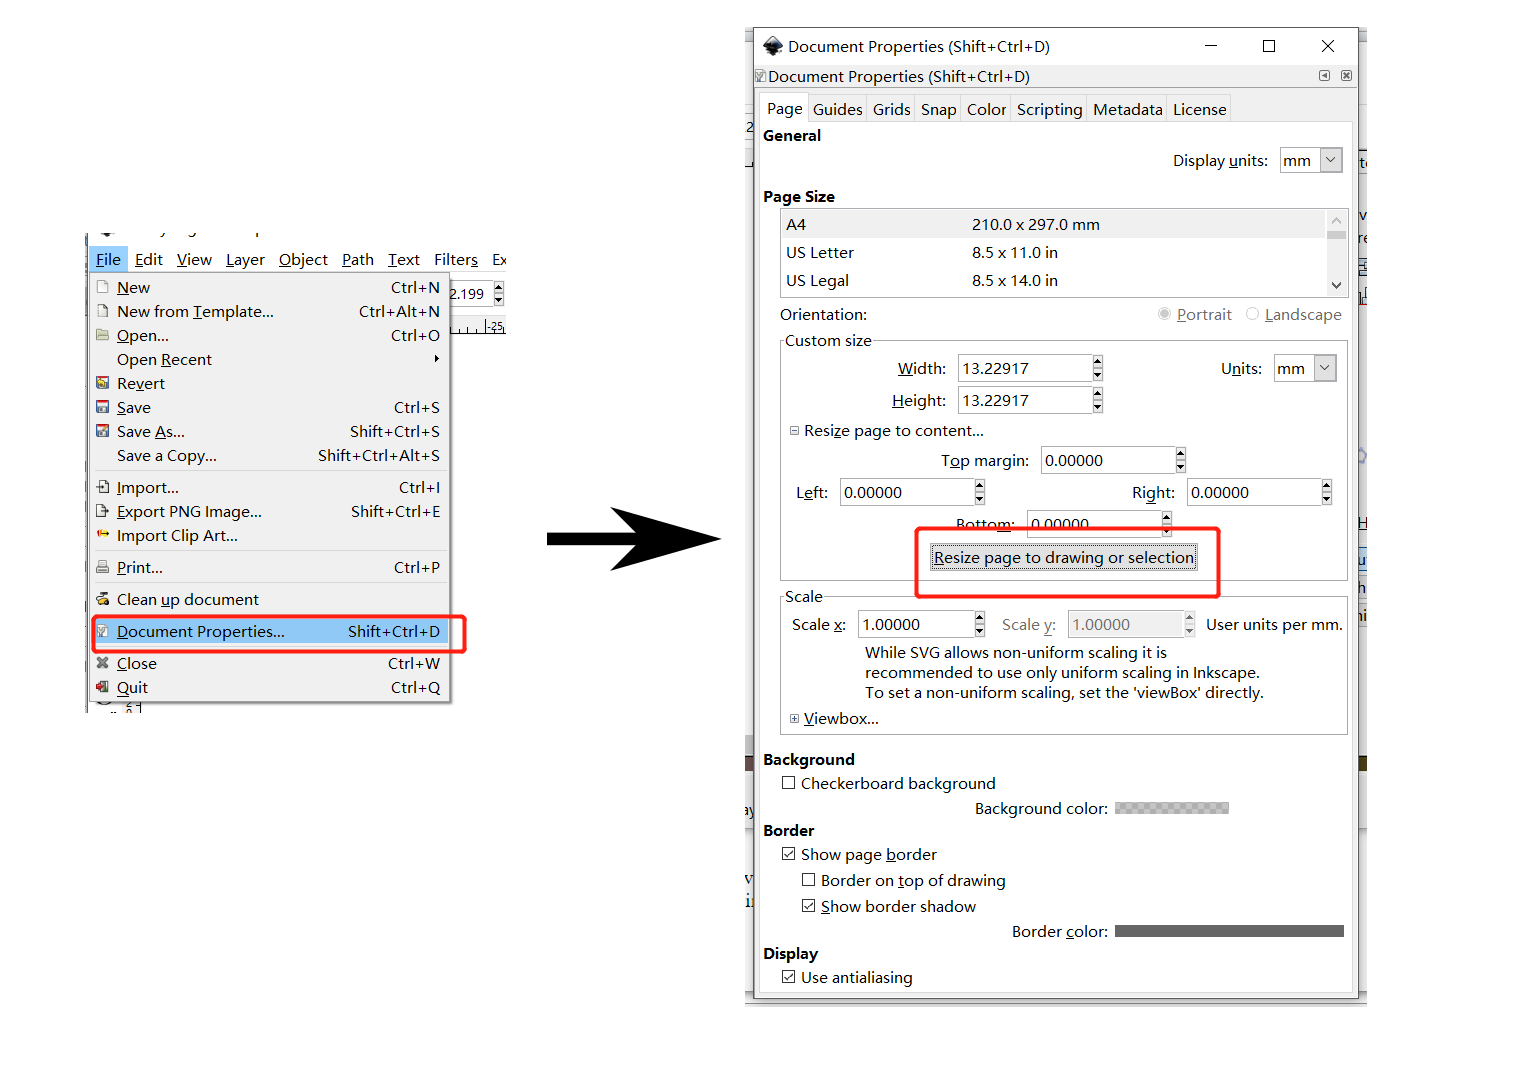 File Edit View Layer Object Path Text Filters Ex
New Ctrl+N
2.199
New from Template... Ctrl+Alt+N
-25
Open... Ctrl+O
Open Recent
Revert
Save Ctrl+S
Save As... Shift+Ctrl+S
Save a Copy... Shift+Ctrl+Alt+S
Import... Ctrl+I
Export PNG Image... Shift+Ctrl+E
Import Clip Art...
Print... Ctrl+P
Clean up document
Document Properties... Shift+Ctrl+D
Close Ctrl+W
Quit Ctrl+Q
Document Properties (Shift+Ctrl+D)
Document Properties (Shift+Ctrl+D)
Page Guides Grids Snap Color Scripting Metadata License
General
Display units: mm
Page Size
A4 210.0 x 297.0 mm
US Letter 8.5 x 11.0 in
US Legal 8.5 x 14.0 in
Orientation: Portrait Landscape
Custom size
Width: 13.22917 Units: mm
Height: 13.22917
Resize page to content...
Top margin: 0.00000
Left: 0.00000 Right: 0.00000
Bottom: 0.00000
Resize page to drawing or selection
Scale
Scale x: 1.00000 Scale y: 1.00000 User units per mm.
While SVG allows non-uniform scaling it is
recommended to use only uniform scaling in Inkscape.
To set a non-uniform scaling, set the 'viewBox' directly.
Viewbox...
Background
Checkerboard background
Background color:
Border
Show page border
Border on top of drawing
Show border shadow
Border color:
Display
Use antialiasing